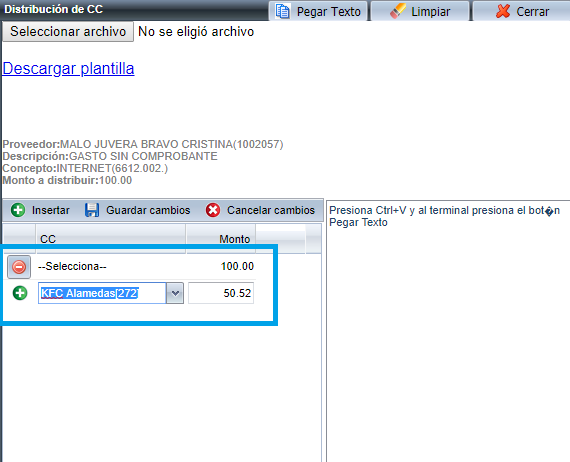 Distribución de CC Pegar Texto Limpiar Cerrar
Seleccionar archivo No se eligió archivo
Descargar plantilla
Proveedor:MALO JUVERA BRAVO CRISTINA(1002057)
Descripción:GASTO SIN COMPROBANTE
Concepto:INTERNET(6612.002.)
Monto a distribuir:100.00
Insertar Guardar cambios Cancelar cambios
CC Monto
--Selecciona-- 100.00
KFC Alamedas[272] 50.52
Presiona Ctrl+V y al terminal presiona el bot�n
Pegar Texto